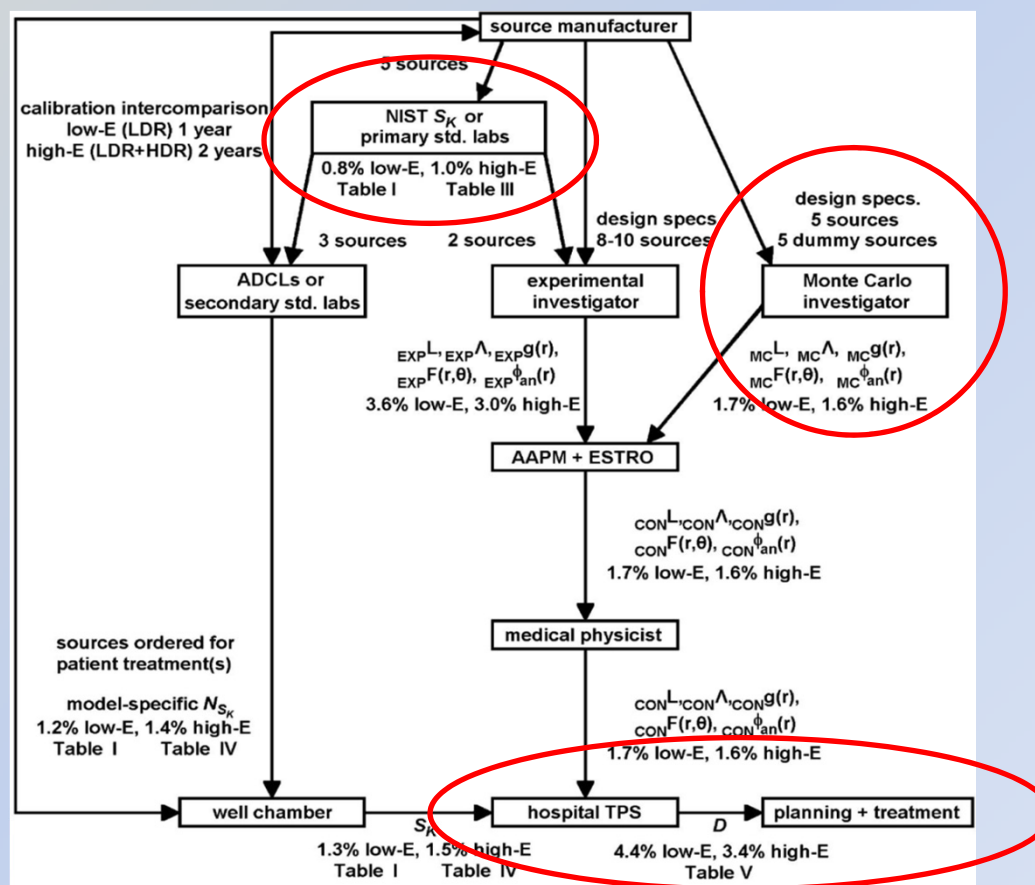 source manufacturer
5 sources
calibration intercomparison
low-E (LDR) 1 year
high-E (LDR+HDR) 2 years
NIST SK or
primary std. labs
0.8% low-E, 1.0% high-E
Table I Table III
design specs.
5 sources
5 dummy sources
design specs
8-10 sources
3 sources 2 sources
ADCLs or
secondary std. labs
experimental
investigator
Monte Carlo
investigator
EXPL, EXPΛ, EXPg(r),
EXPF(r,θ), EXPϕan(r)
3.6% low-E, 3.0% high-E
MCL, MCΛ, MCg(r),
MCF(r,θ), MCϕan(r)
1.7% low-E, 1.6% high-E
AAPM + ESTRO
CONL,CONΛ,CONg(r),
CONF(r,θ), CONϕan(r)
1.7% low-E, 1.6% high-E
medical physicist
sources ordered for
patient treatment(s)
model-specific NSK
1.2% low-E, 1.4% high-E
Table I Table IV
CONL,CONΛ,CONg(r),
CONF(r,θ), CONϕan(r)
1.7% low-E, 1.6% high-E
well chamber
SK
hospital TPS
D
planning + treatment
1.3% low-E, 1.5% high-E
Table I Table IV
4.4% low-E, 3.4% high-E
Table V